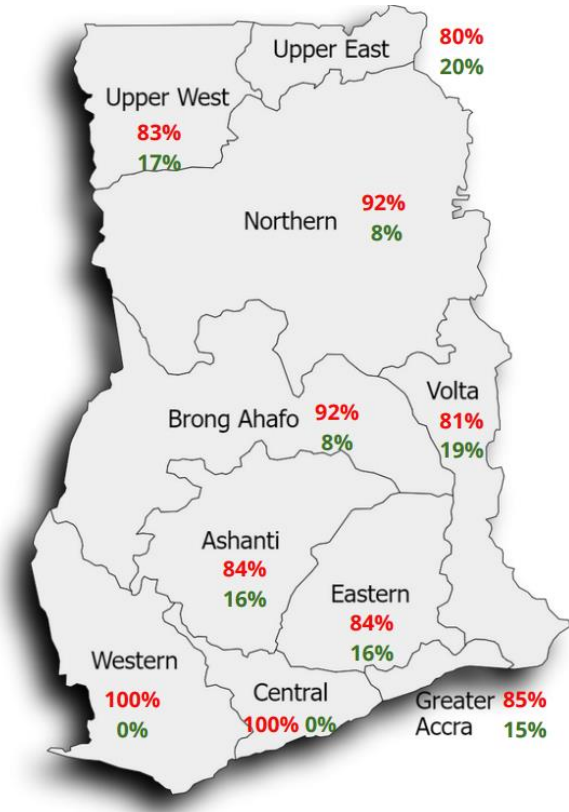 Upper East
80%
20%
Upper West
83%
17%
Northern
92%
8%
Volta
81%
19%
Brong Ahafo
92%
8%
Ashanti
84%
16%
Eastern
84%
16%
Western
100%
0%
Central
100% 0%
Greater
Accra
85%
15%